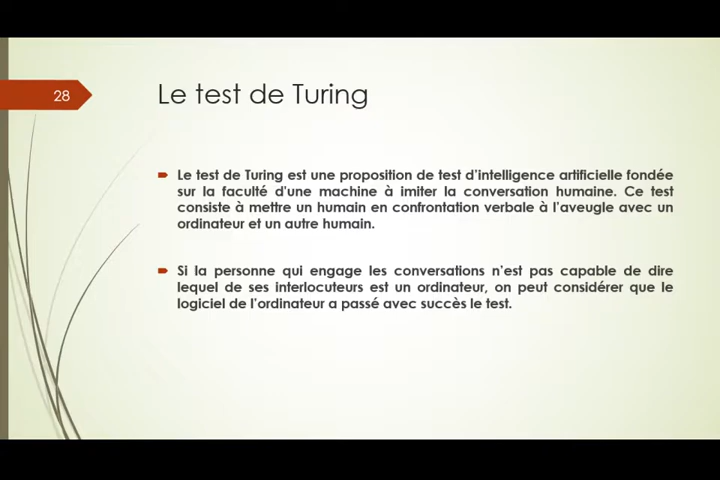 28
Le test de Turing
Le test de Turing est une proposition de test d'intelligence artificielle fondée
sur la faculté d'une machine à imiter la conversation humaine. Ce test
consiste à mettre un humain en confrontation verbale à l'aveugle avec un
ordinateur et un autre humain.
Si la personne qui engage les conversations n'est pas capable de dire
lequel de ses interlocuteurs est un ordinateur, on peut considérer que le
logiciel de l'ordinateur a passé avec succès le test.